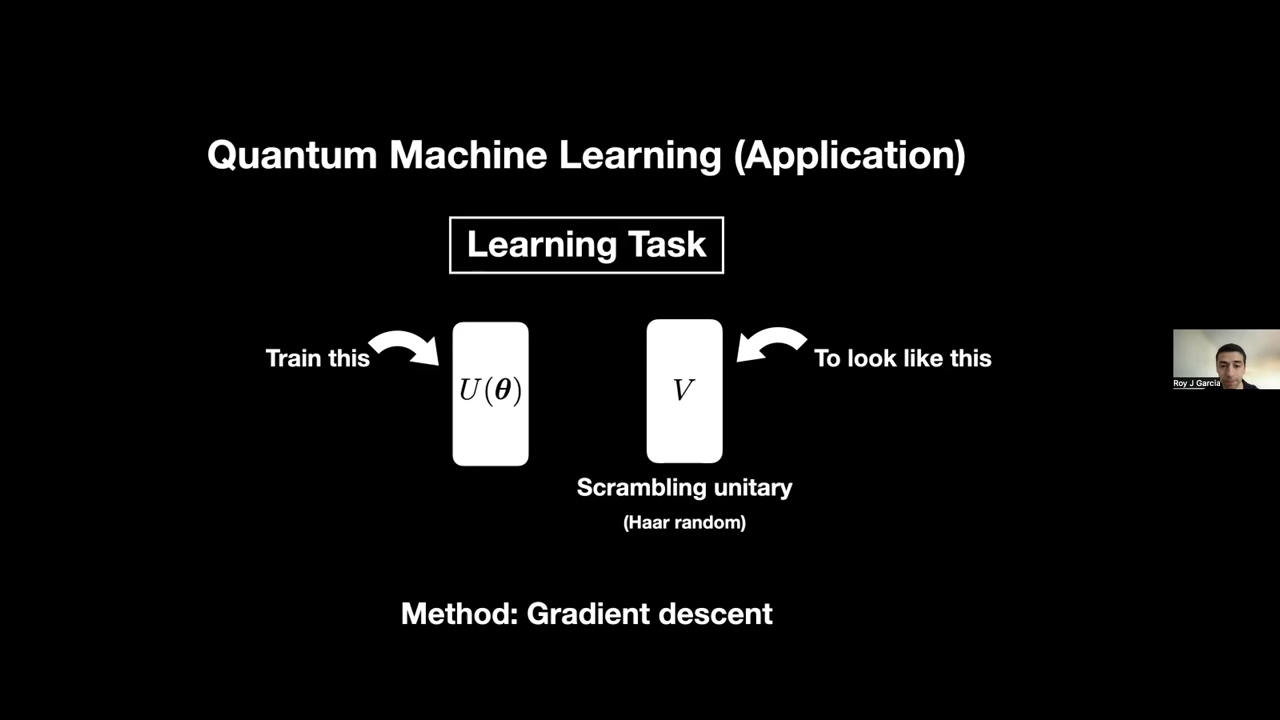 Quantum Machine Learning (Application)
Learning Task
Train this
U(θ)
V
To look like this
Roy J Garcia
Scrambling unitary
(Haar random)
Method: Gradient descent